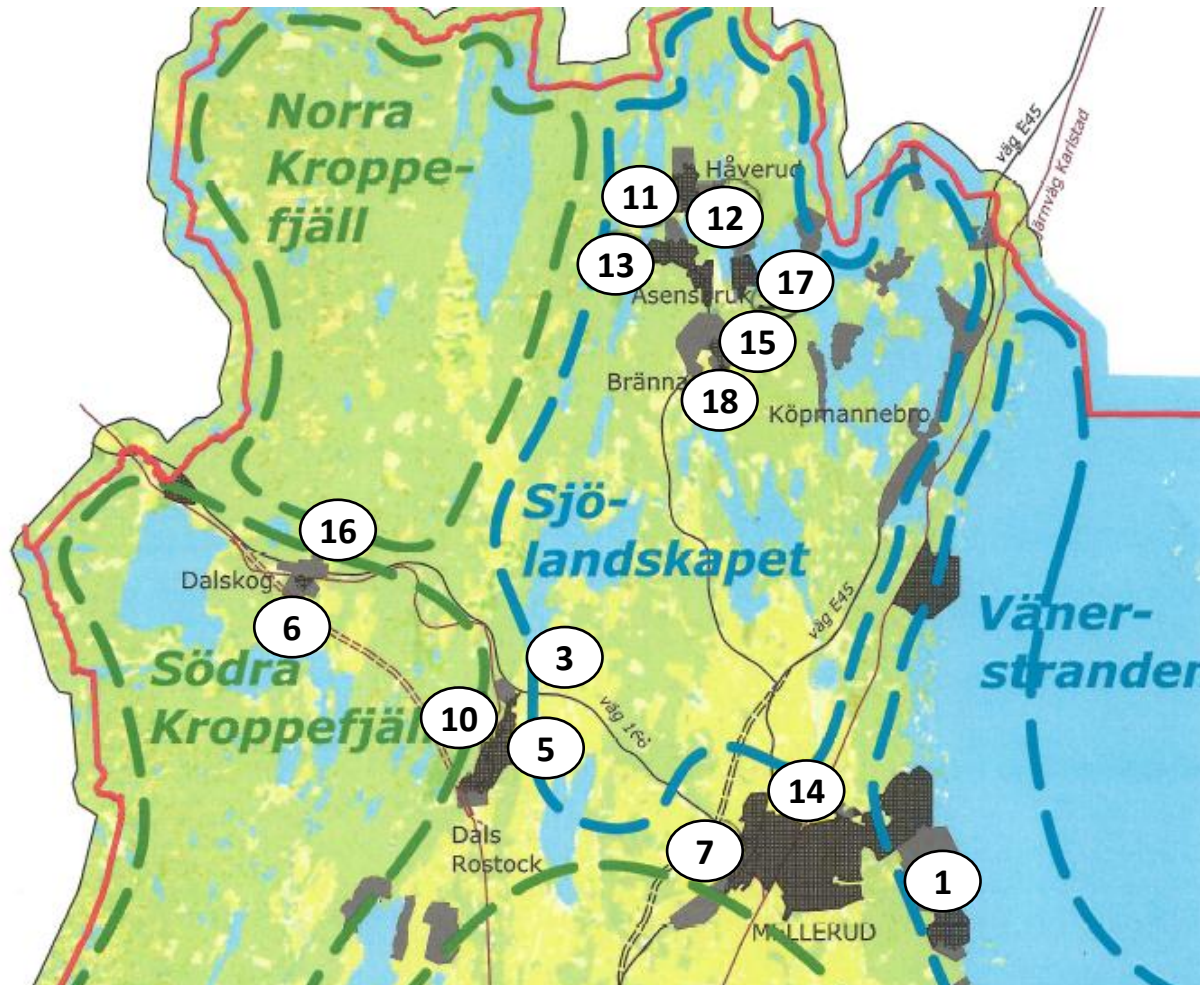 Norra
Kroppe-
fjäll
väg E45
järnväg Karlstad
Håverud
11
12
13
17
Åsensbruk
15
Bränna
18
Köpmannebro
Sjö-
landskapet
16
Dalskog
6
väg E45
Väner-
stranden
3
Södra
Kroppefjäll
10
väg 166
5
14
Dals
Rostock
7
1
MELLERUD